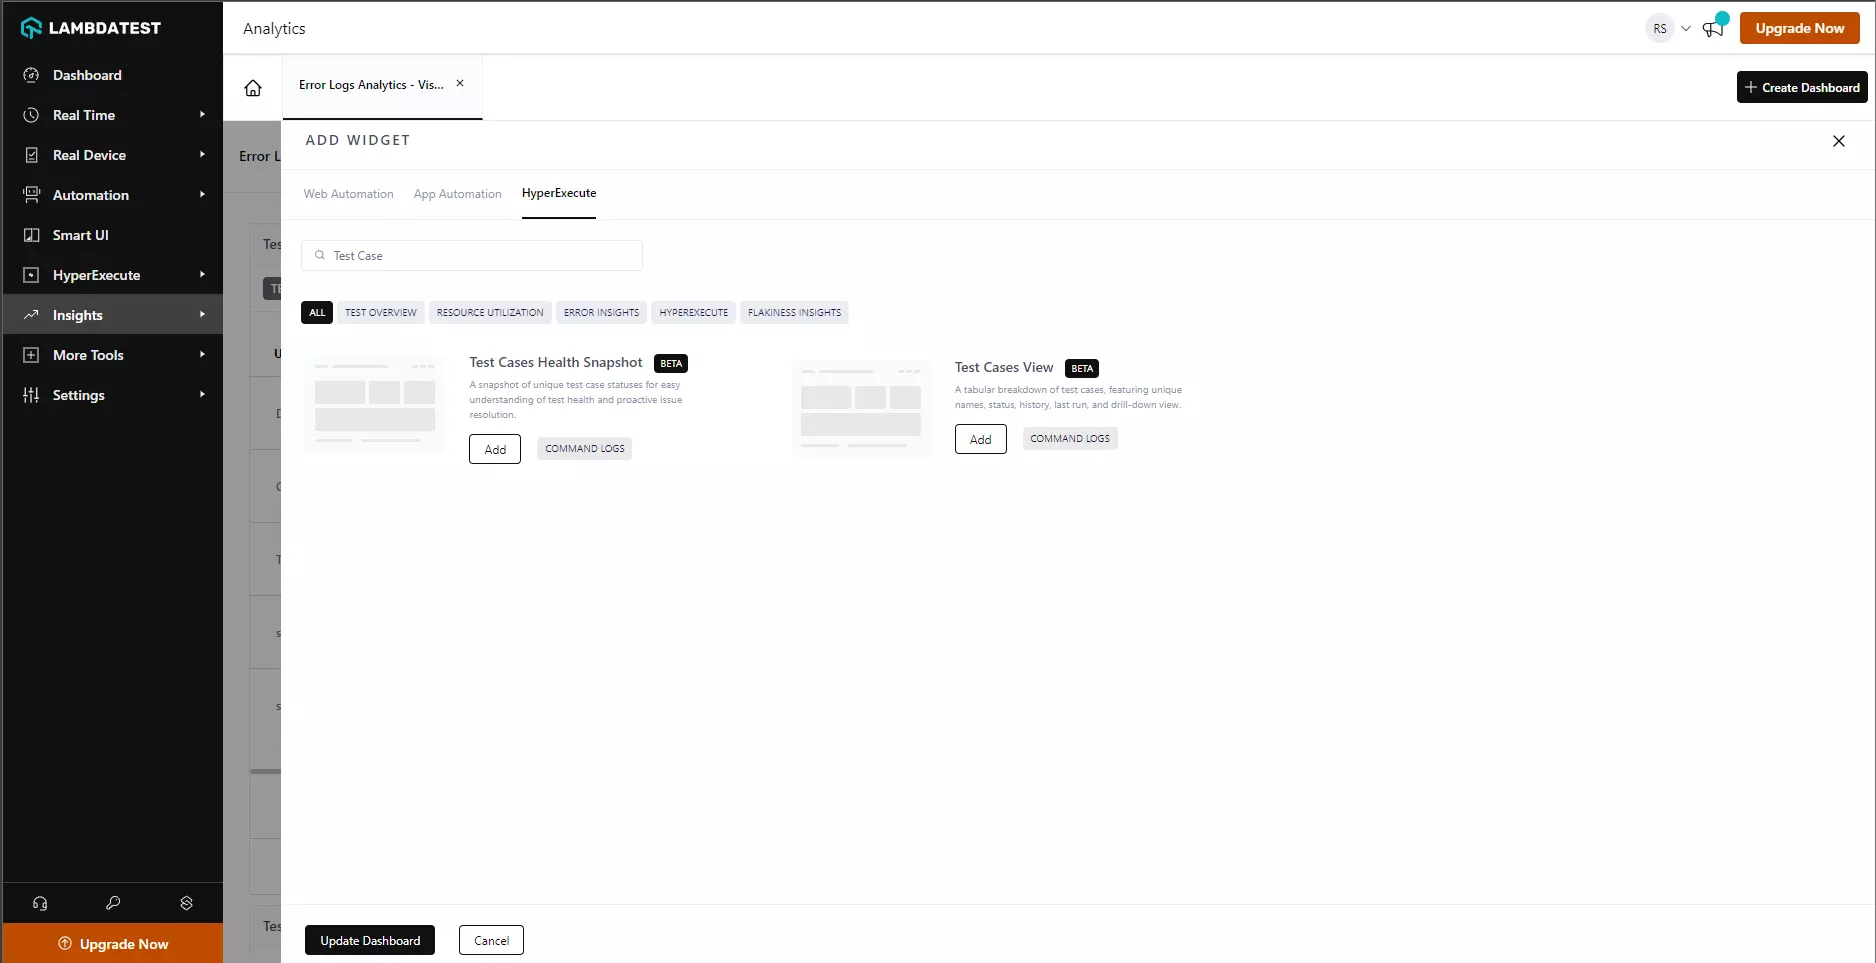 LAMBDATEST
Analytics
RS
Upgrade Now
Dashboard
Real Time
Real Device
Automation
Smart UI
HyperExecute
Insights
More Tools
Settings
Upgrade Now
Error Logs Analytics - Vis...
Create Dashboard
Error L
Tes
TE
U
D
G
T
s
s
Tes
ADD WIDGET
Web Automation App Automation HyperExecute
Test Case
ALL TEST OVERVIEW RESOURCE UTILIZATION ERROR INSIGHTS HYPEREXECUTE FLAKINESS INSIGHTS
Test Cases Health Snapshot BETA
A snapshot of unique test case statuses for easy
understanding of test health and proactive issue
resolution.
Add COMMAND LOGS
Test Cases View BETA
A tabular breakdown of test cases, featuring unique
names, status, history, last run, and drill-down view.
Add COMMAND LOGS
Update Dashboard Cancel